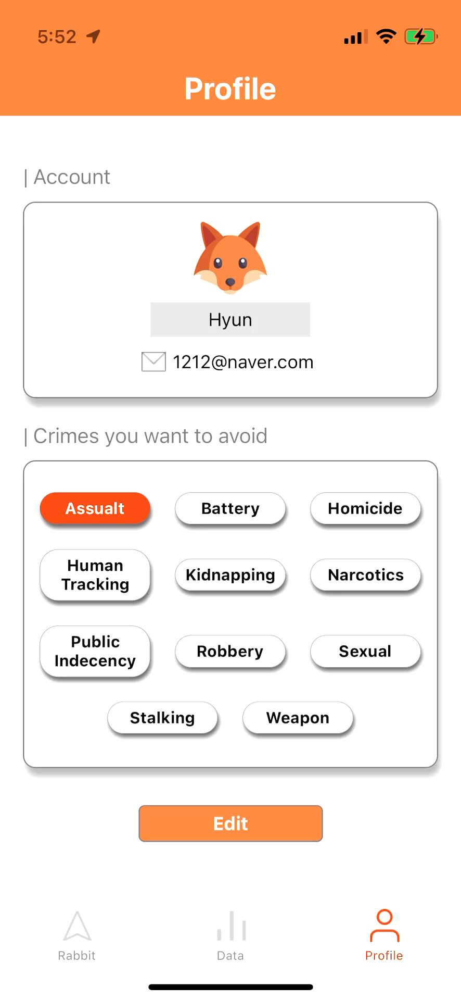 5:52
Profile
| Account
Hyun
1212@naver.com
| Crimes you want to avoid
Assualt
Battery
Homicide
Human
Tracking
Kidnapping
Narcotics
Public
Indecency
Robbery
Sexual
Stalking
Weapon
Edit
Rabbit
Data
Profile